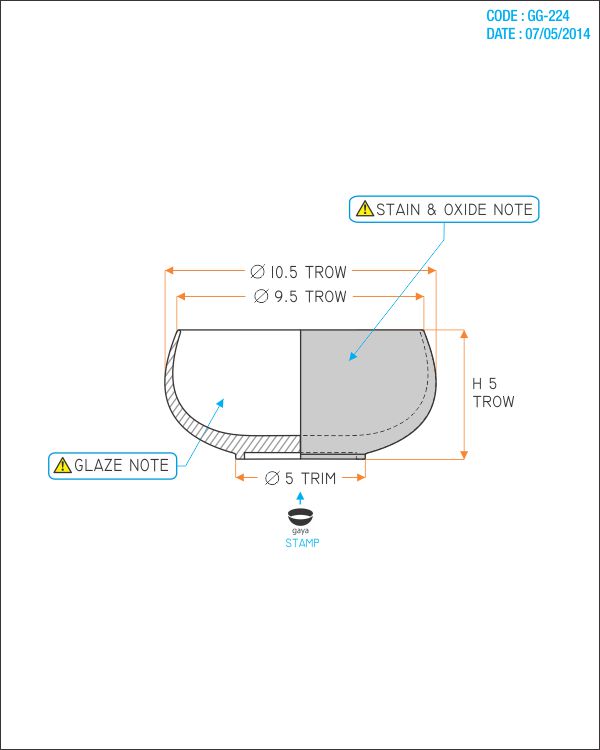 CODE : GG-224
DATE : 07/05/2014
STAIN & OXIDE NOTE
Ø 10.5 TROW
Ø 9.5 TROW
H 5
TROW
GLAZE NOTE
Ø 5 TRIM
gaya
STAMP